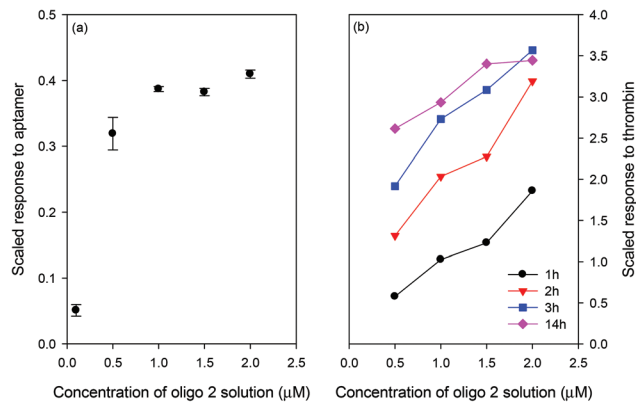 (a)
Scaled response to aptamer
0.5
0.4
0.3
0.2
0.1
0.0
0.0 0.5 1.0 1.5 2.0 2.5
Concentration of oligo 2 solution (μM)
(b)
Scaled response to thrombin
4.0
3.5
3.0
2.5
2.0
1.5
1.0
0.5
0.0
1h
2h
3h
14h
0.0 0.5 1.0 1.5 2.0 2.5
Concentration of oligo 2 solution (μM)